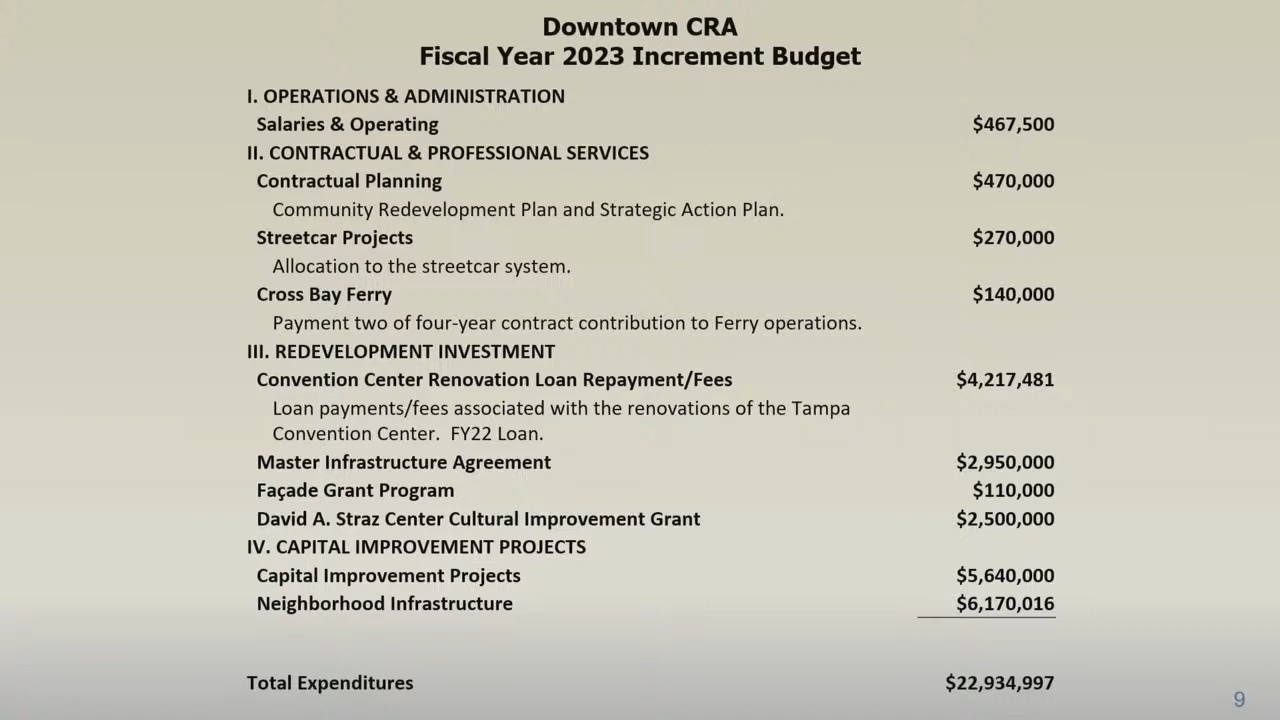 Downtown CRA
Fiscal Year 2023 Increment Budget
I. OPERATIONS & ADMINISTRATION
Salaries & Operating $467,500
II. CONTRACTUAL & PROFESSIONAL SERVICES
Contractual Planning $470,000
Community Redevelopment Plan and Strategic Action Plan.
Streetcar Projects $270,000
Allocation to the streetcar system.
Cross Bay Ferry $140,000
Payment two of four-year contract contribution to Ferry operations.
III. REDEVELOPMENT INVESTMENT
Convention Center Renovation Loan Repayment/Fees $4,217,481
Loan payments/fees associated with the renovations of the Tampa
Convention Center.  FY22 Loan.
Master Infrastructure Agreement $2,950,000
Façade Grant Program $110,000
David A. Straz Center Cultural Improvement Grant $2,500,000
IV. CAPITAL IMPROVEMENT PROJECTS
Capital Improvement Projects $5,640,000
Neighborhood Infrastructure $6,170,016
Total Expenditures $22,934,997
9